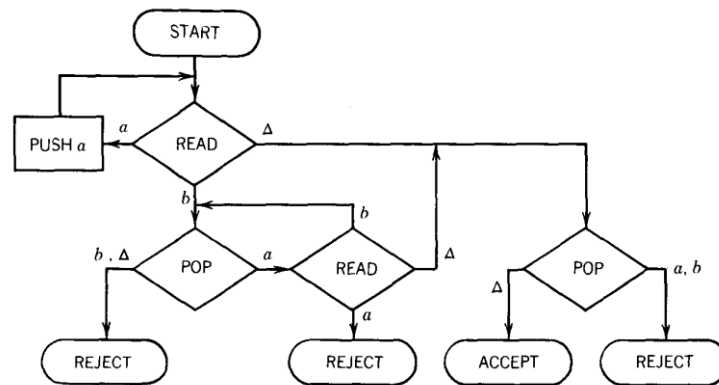 START
PUSH a
a
READ
Δ
b
b
b, Δ
POP
a
READ
Δ
POP
a, b
Δ
a
REJECT
REJECT
ACCEPT
REJECT